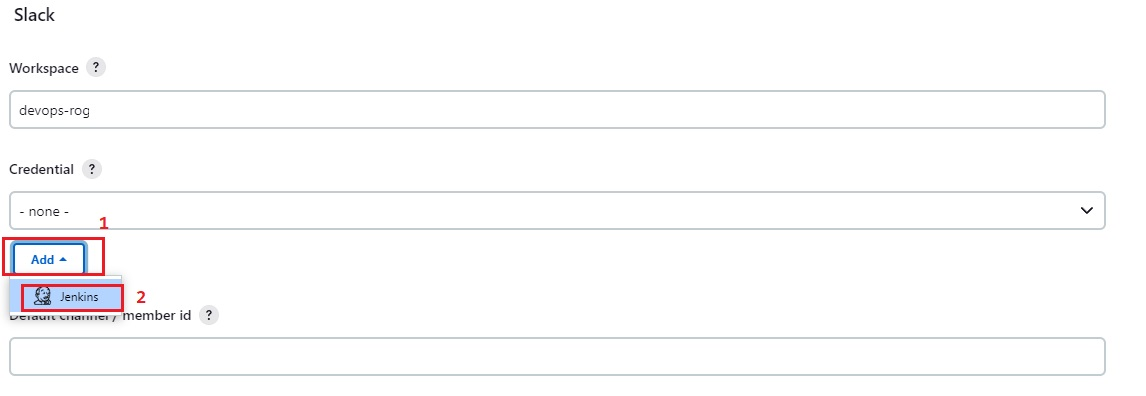 Slack
Workspace ?
devops-rog
Credential ?
- none -
1
Add
Jenkins
2
Default channel / member id ?